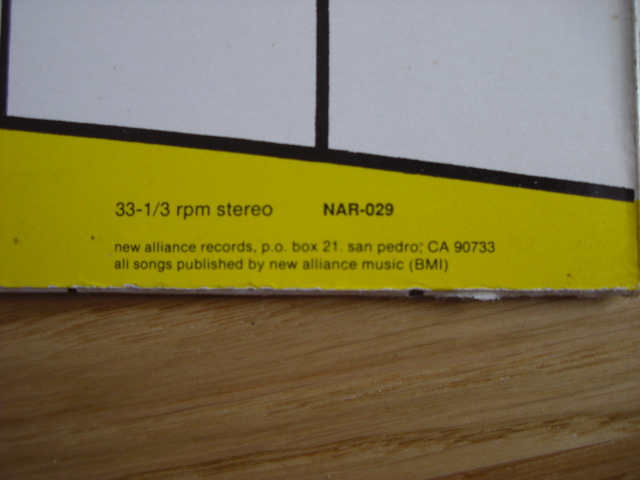 33-1/3 rpm stereo NAR-029
new alliance records, p.o. box 21. san pedro; CA 90733
all songs published by new alliance music (BMI)